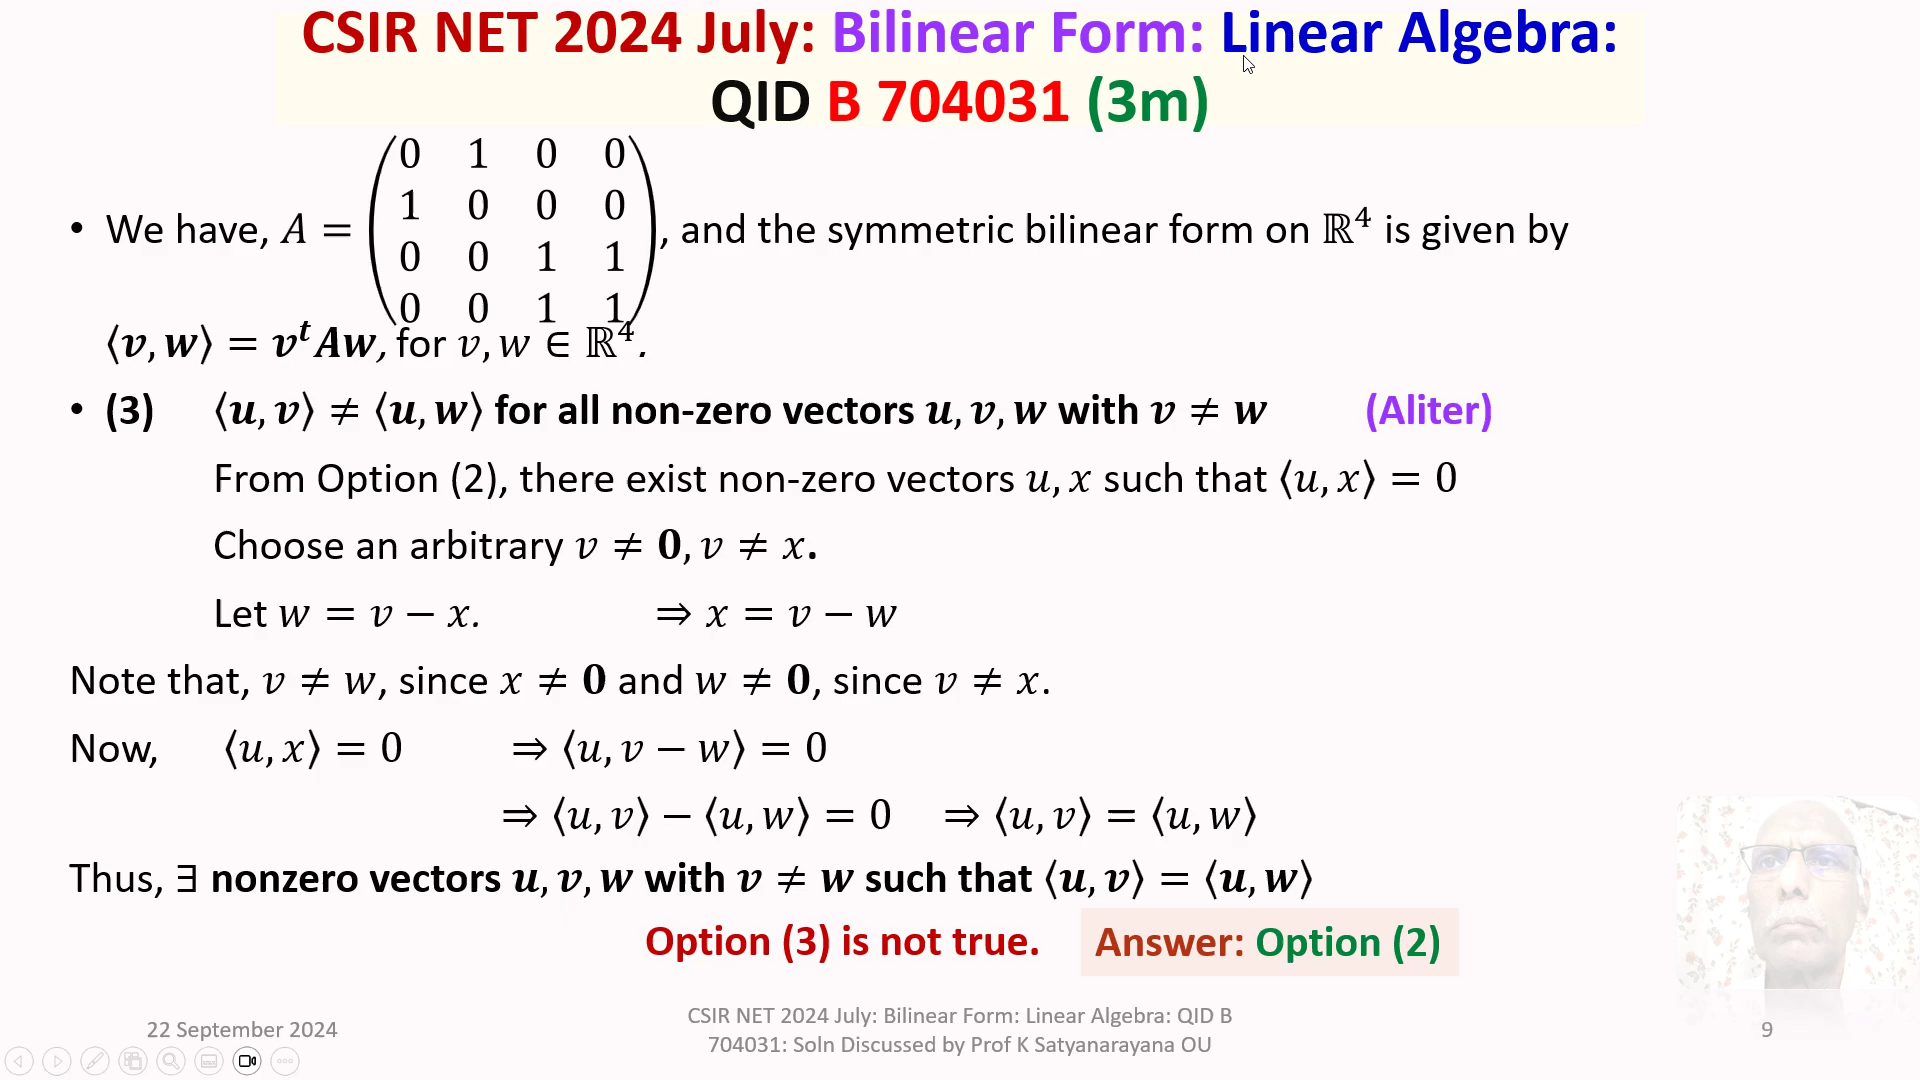 CSIR NET 2024 July: Bilinear Form: Linear Algebra:
QID B 704031 (3m)
• We have, A = (0 1 0 0
1 0 0 0
0 0 1 1
0 0 1 1), and the symmetric bilinear form on ℝ⁴ is given by
⟨v, w⟩ = vᵗAw, for v, w ∈ ℝ⁴.
• (3) ⟨u, v⟩ ≠ ⟨u, w⟩ for all non-zero vectors u, v, w with v ≠ w (Aliter)
From Option (2), there exist non-zero vectors u, x such that ⟨u, x⟩ = 0
Choose an arbitrary v ≠ 0, v ≠ x.
Let w = v − x. ⇒ x = v − w
Note that, v ≠ w, since x ≠ 0 and w ≠ 0, since v ≠ x.
Now, ⟨u, x⟩ = 0 ⇒ ⟨u, v − w⟩ = 0
⇒ ⟨u, v⟩ − ⟨u, w⟩ = 0 ⇒ ⟨u, v⟩ = ⟨u, w⟩
Thus, ∃ nonzero vectors u, v, w with v ≠ w such that ⟨u, v⟩ = ⟨u, w⟩
Option (3) is not true. Answer: Option (2)
22 September 2024
CSIR NET 2024 July: Bilinear Form: Linear Algebra: QID B
704031: Soln Discussed by Prof K Satyanarayana OU
9